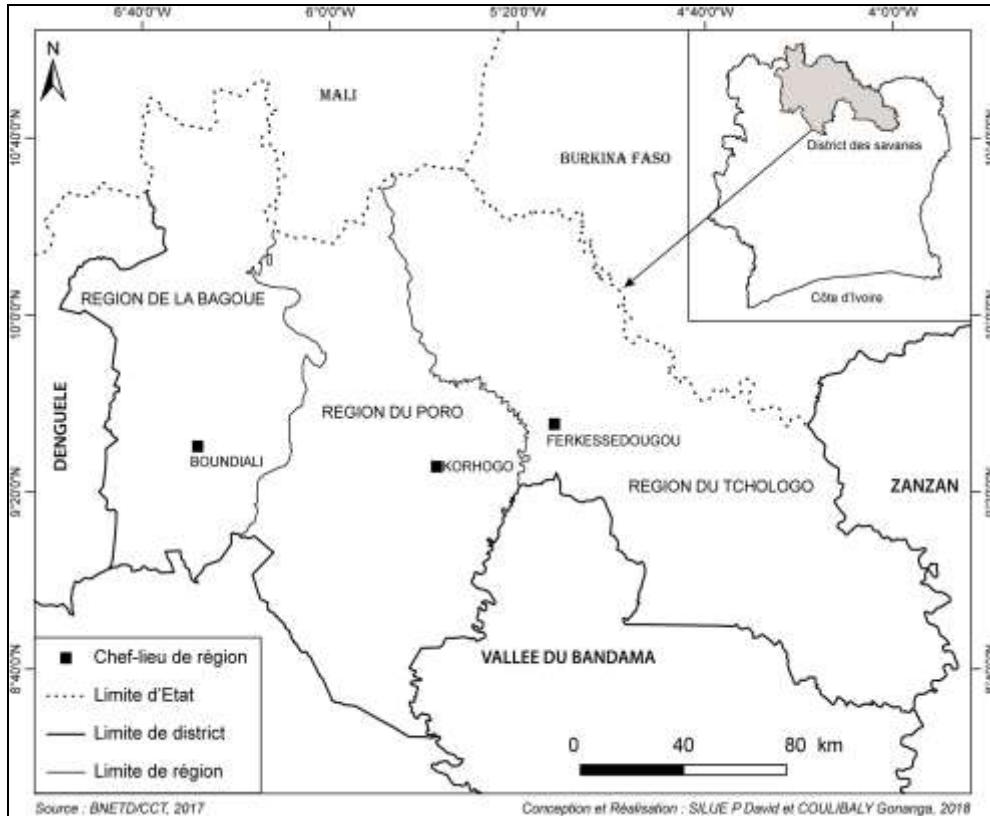 6°40'0"W 6°0'0"W 5°20'0"W 4°40'0"W 4°0'0"W
N
MALI
10°40'0"N
10°40'0"N
BURKINA FASO
District des savanes
Côte d'Ivoire
REGION DE LA BAGOUE
10°0'0"N
DENGUELE
REGION DU PORO
FERKESSEDOUGOU
BOUNDIALI
KORHOGO
REGION DU TCHOLOGO
ZANZAN
9°20'0"N
VALLEE DU BANDAMA
8°40'0"N
Chef-lieu de région
Limite d'Etat
Limite de district
Limite de région
0 40 80 km
Source : BNETD/CCT, 2017
Conception et Réalisation : SILUE P David et COULIBALY Gonanga, 2018